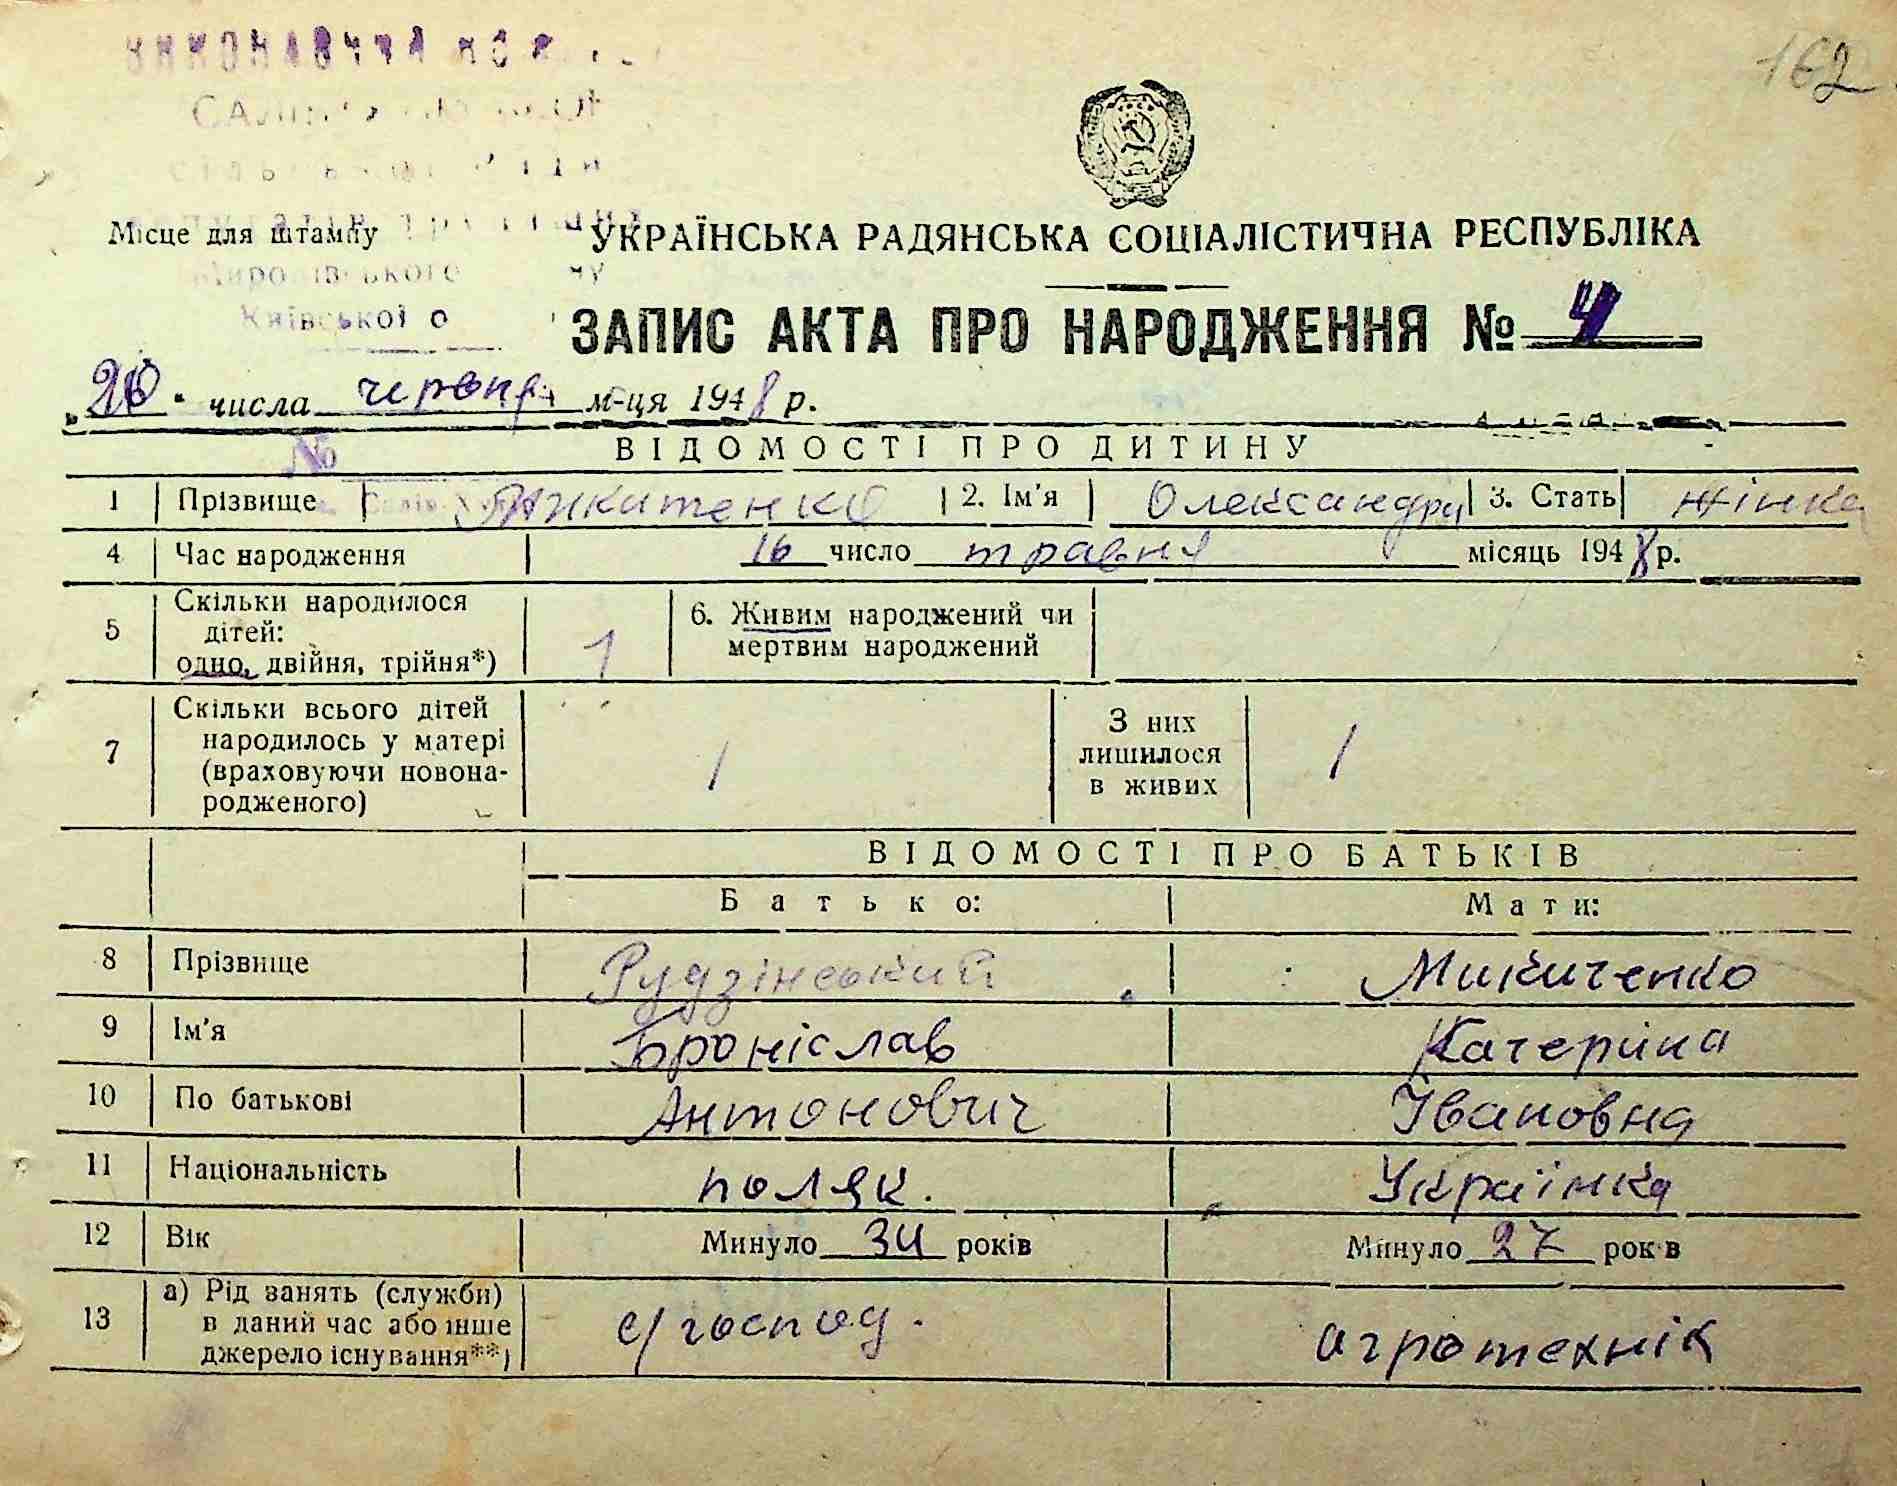 162
ВИКОНАВЧИЙ
Київської о
Місце для штампу
УКРАЇНСЬКА РАДЯНСЬКА СОЦІАЛІСТИЧНА РЕСПУБЛІКА
ЗАПИС АКТА ПРО НАРОДЖЕННЯ № 4
числа червня м-ця 1948 р.
№
ВІДОМОСТІ ПРО ДИТИНУ
1 Прізвище Микитенко 2. Ім'я Олександра 3. Стать жінка
4 Час народження 16 число травня місяць 1948 р.
5 Скільки народилося дітей: одно, двійня, трійня*) 1 6. Живим народжений чи мертвим народжений
7 Скільки всього дітей народилось у матері (враховуючи новона-родженого) 1 З них лишилося в живих 1
ВІДОМОСТІ ПРО БАТЬКІВ
Батько: Мати:
8 Прізвище Рудзінський Микитенко
9 Ім'я Броніслав Катерина
10 По батькові Антонович Івановна
11 Національність поляк. Українка
12 Вік Минуло 34 років Минуло 27 років
13 а) Рід занять (служби) в даний час або інше джерело існування**) с/господ. агротехнік